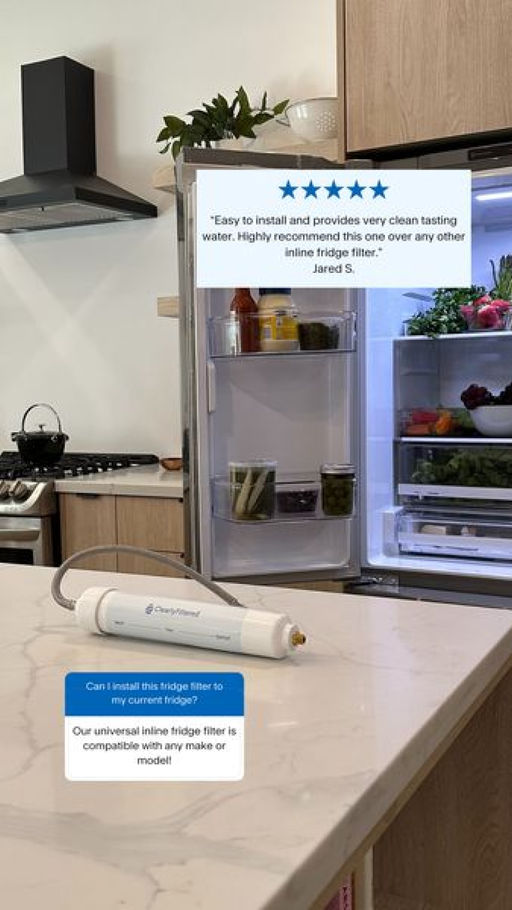 ★★★★★
"Easy to install and provides very clean tasting
water. Highly recommend this one over any other
inline fridge filter."
Jared S.
ClearlyFiltered
Can I install this fridge filter to
my current fridge?
Our universal inline fridge filter is
compatible with any make or
model!